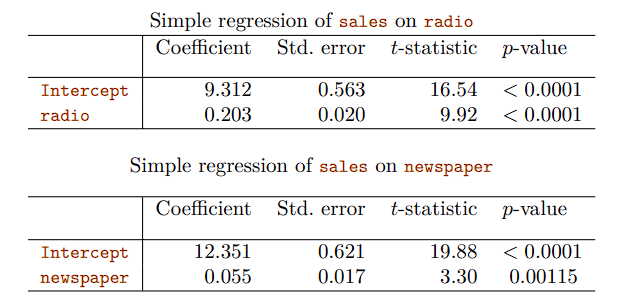 Simple regression of sales on radio
Coefficient Std. error t-statistic p-value
Intercept 9.312 0.563 16.54 < 0.0001
radio 0.203 0.020 9.92 < 0.0001
Simple regression of sales on newspaper
Coefficient Std. error t-statistic p-value
Intercept 12.351 0.621 19.88 < 0.0001
newspaper 0.055 0.017 3.30 0.00115